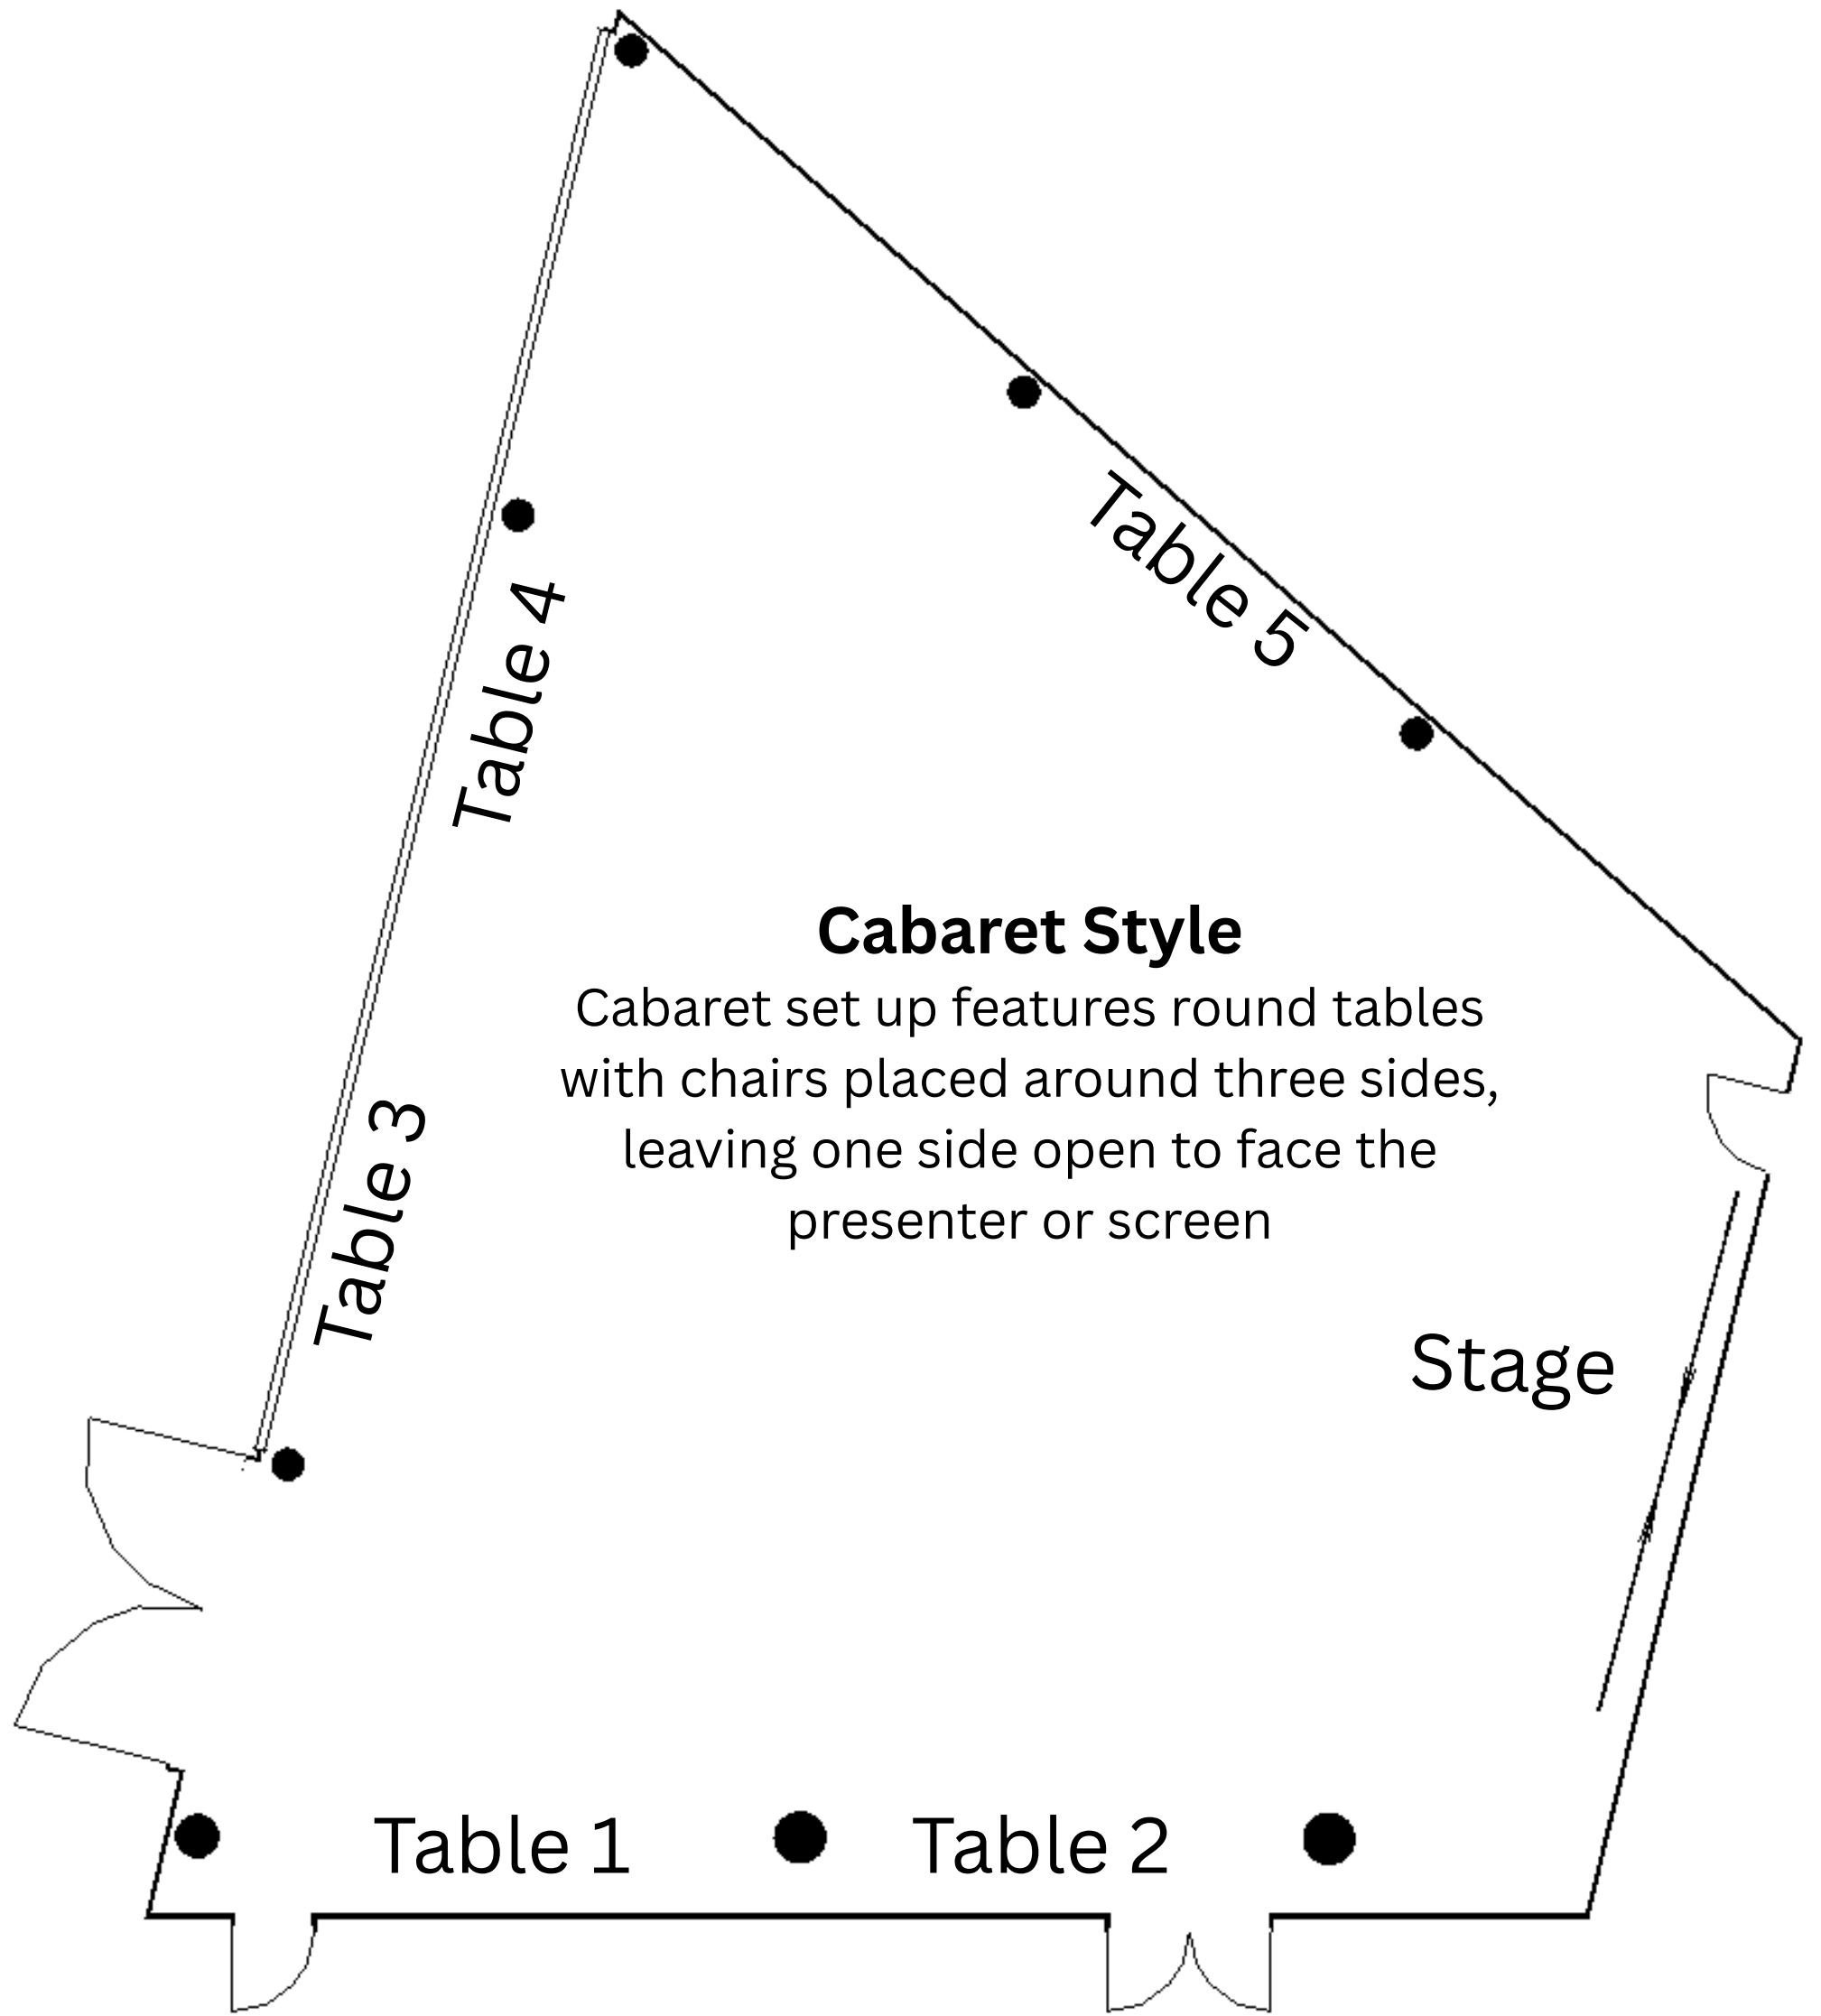 Table 5
Table 4
Cabaret Style
Cabaret set up features round tables
with chairs placed around three sides,
leaving one side open to face the
presenter or screen
Table 3
Stage
Table 1
Table 2